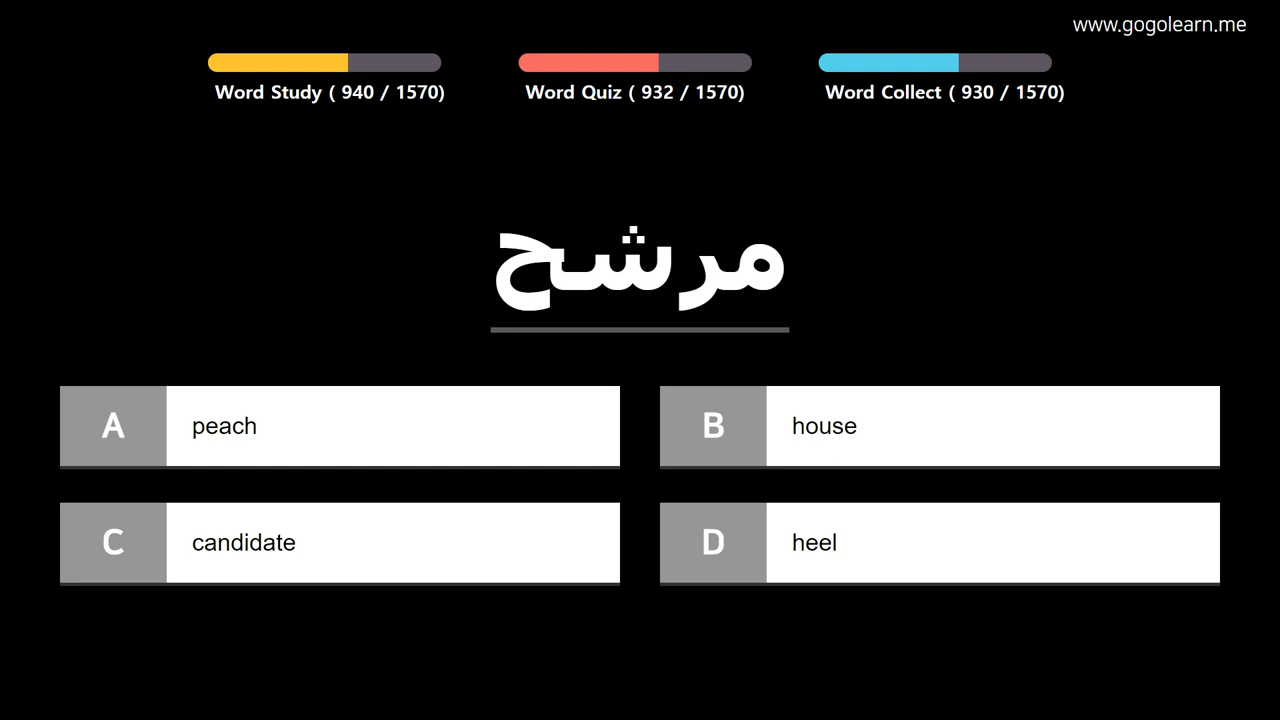 www.gogolearn.me
Word Study ( 940 / 1570)
Word Quiz ( 932 / 1570)
Word Collect ( 930 / 1570)
مرشح
A peach
B house
C candidate
D heel